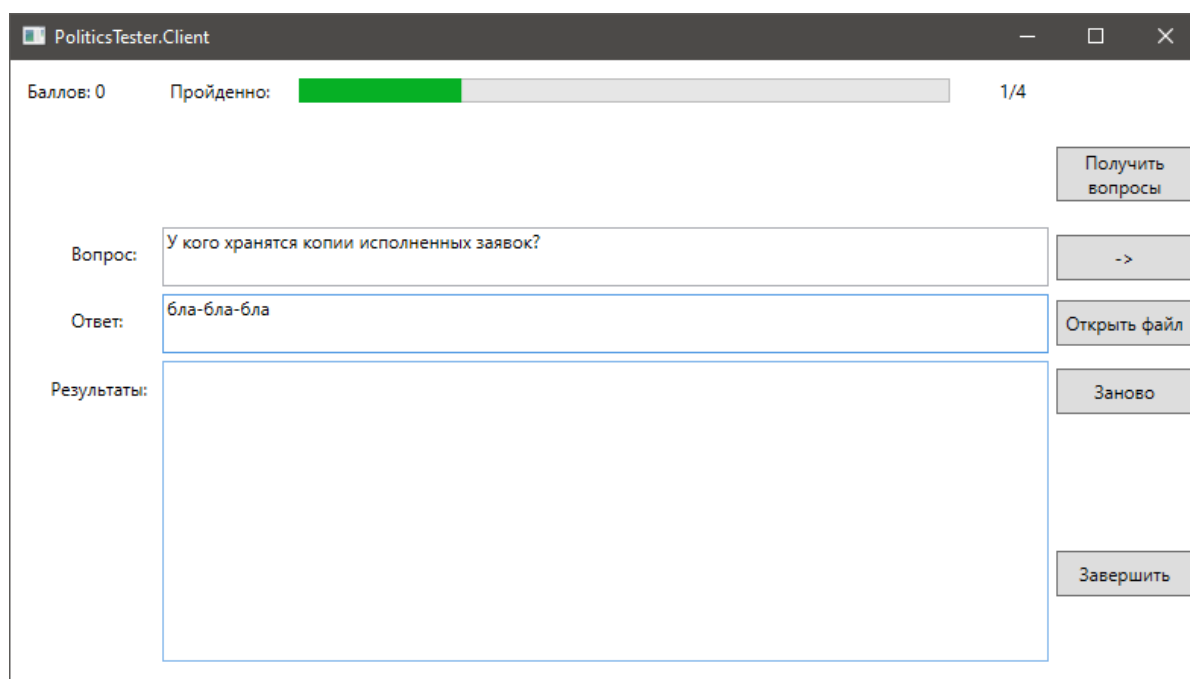 PoliticsTester.Client
Баллов: 0 Пройденно: 1/4
Получить
вопросы
Вопрос: У кого хранятся копии исполненных заявок?
->
Ответ: бла-бла-бла
Открыть файл
Результаты:
Заново
Завершить